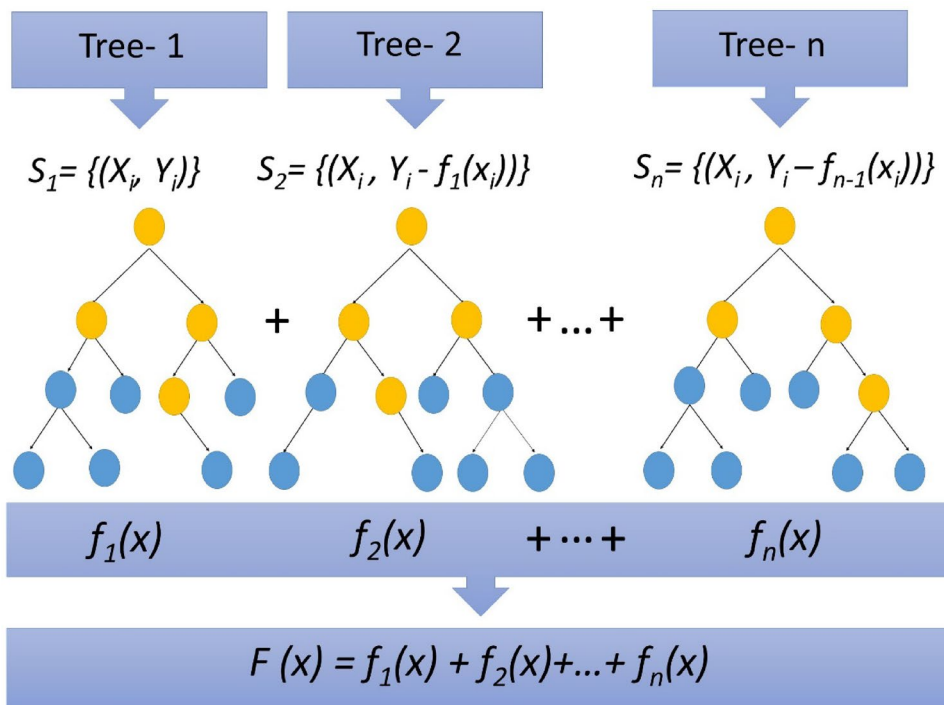 Tree- 1 Tree- 2 Tree- n
S₁= {(Xᵢ, Yᵢ)} S₂= {(Xᵢ , Yᵢ - f₁(xᵢ))} Sₙ= {(Xᵢ , Yᵢ – fₙ₋₁(xᵢ))}
+ +...+
f₁(x) f₂(x) +...+ fₙ(x)
F (x) = f₁(x) + f₂(x)+...+ fₙ(x)